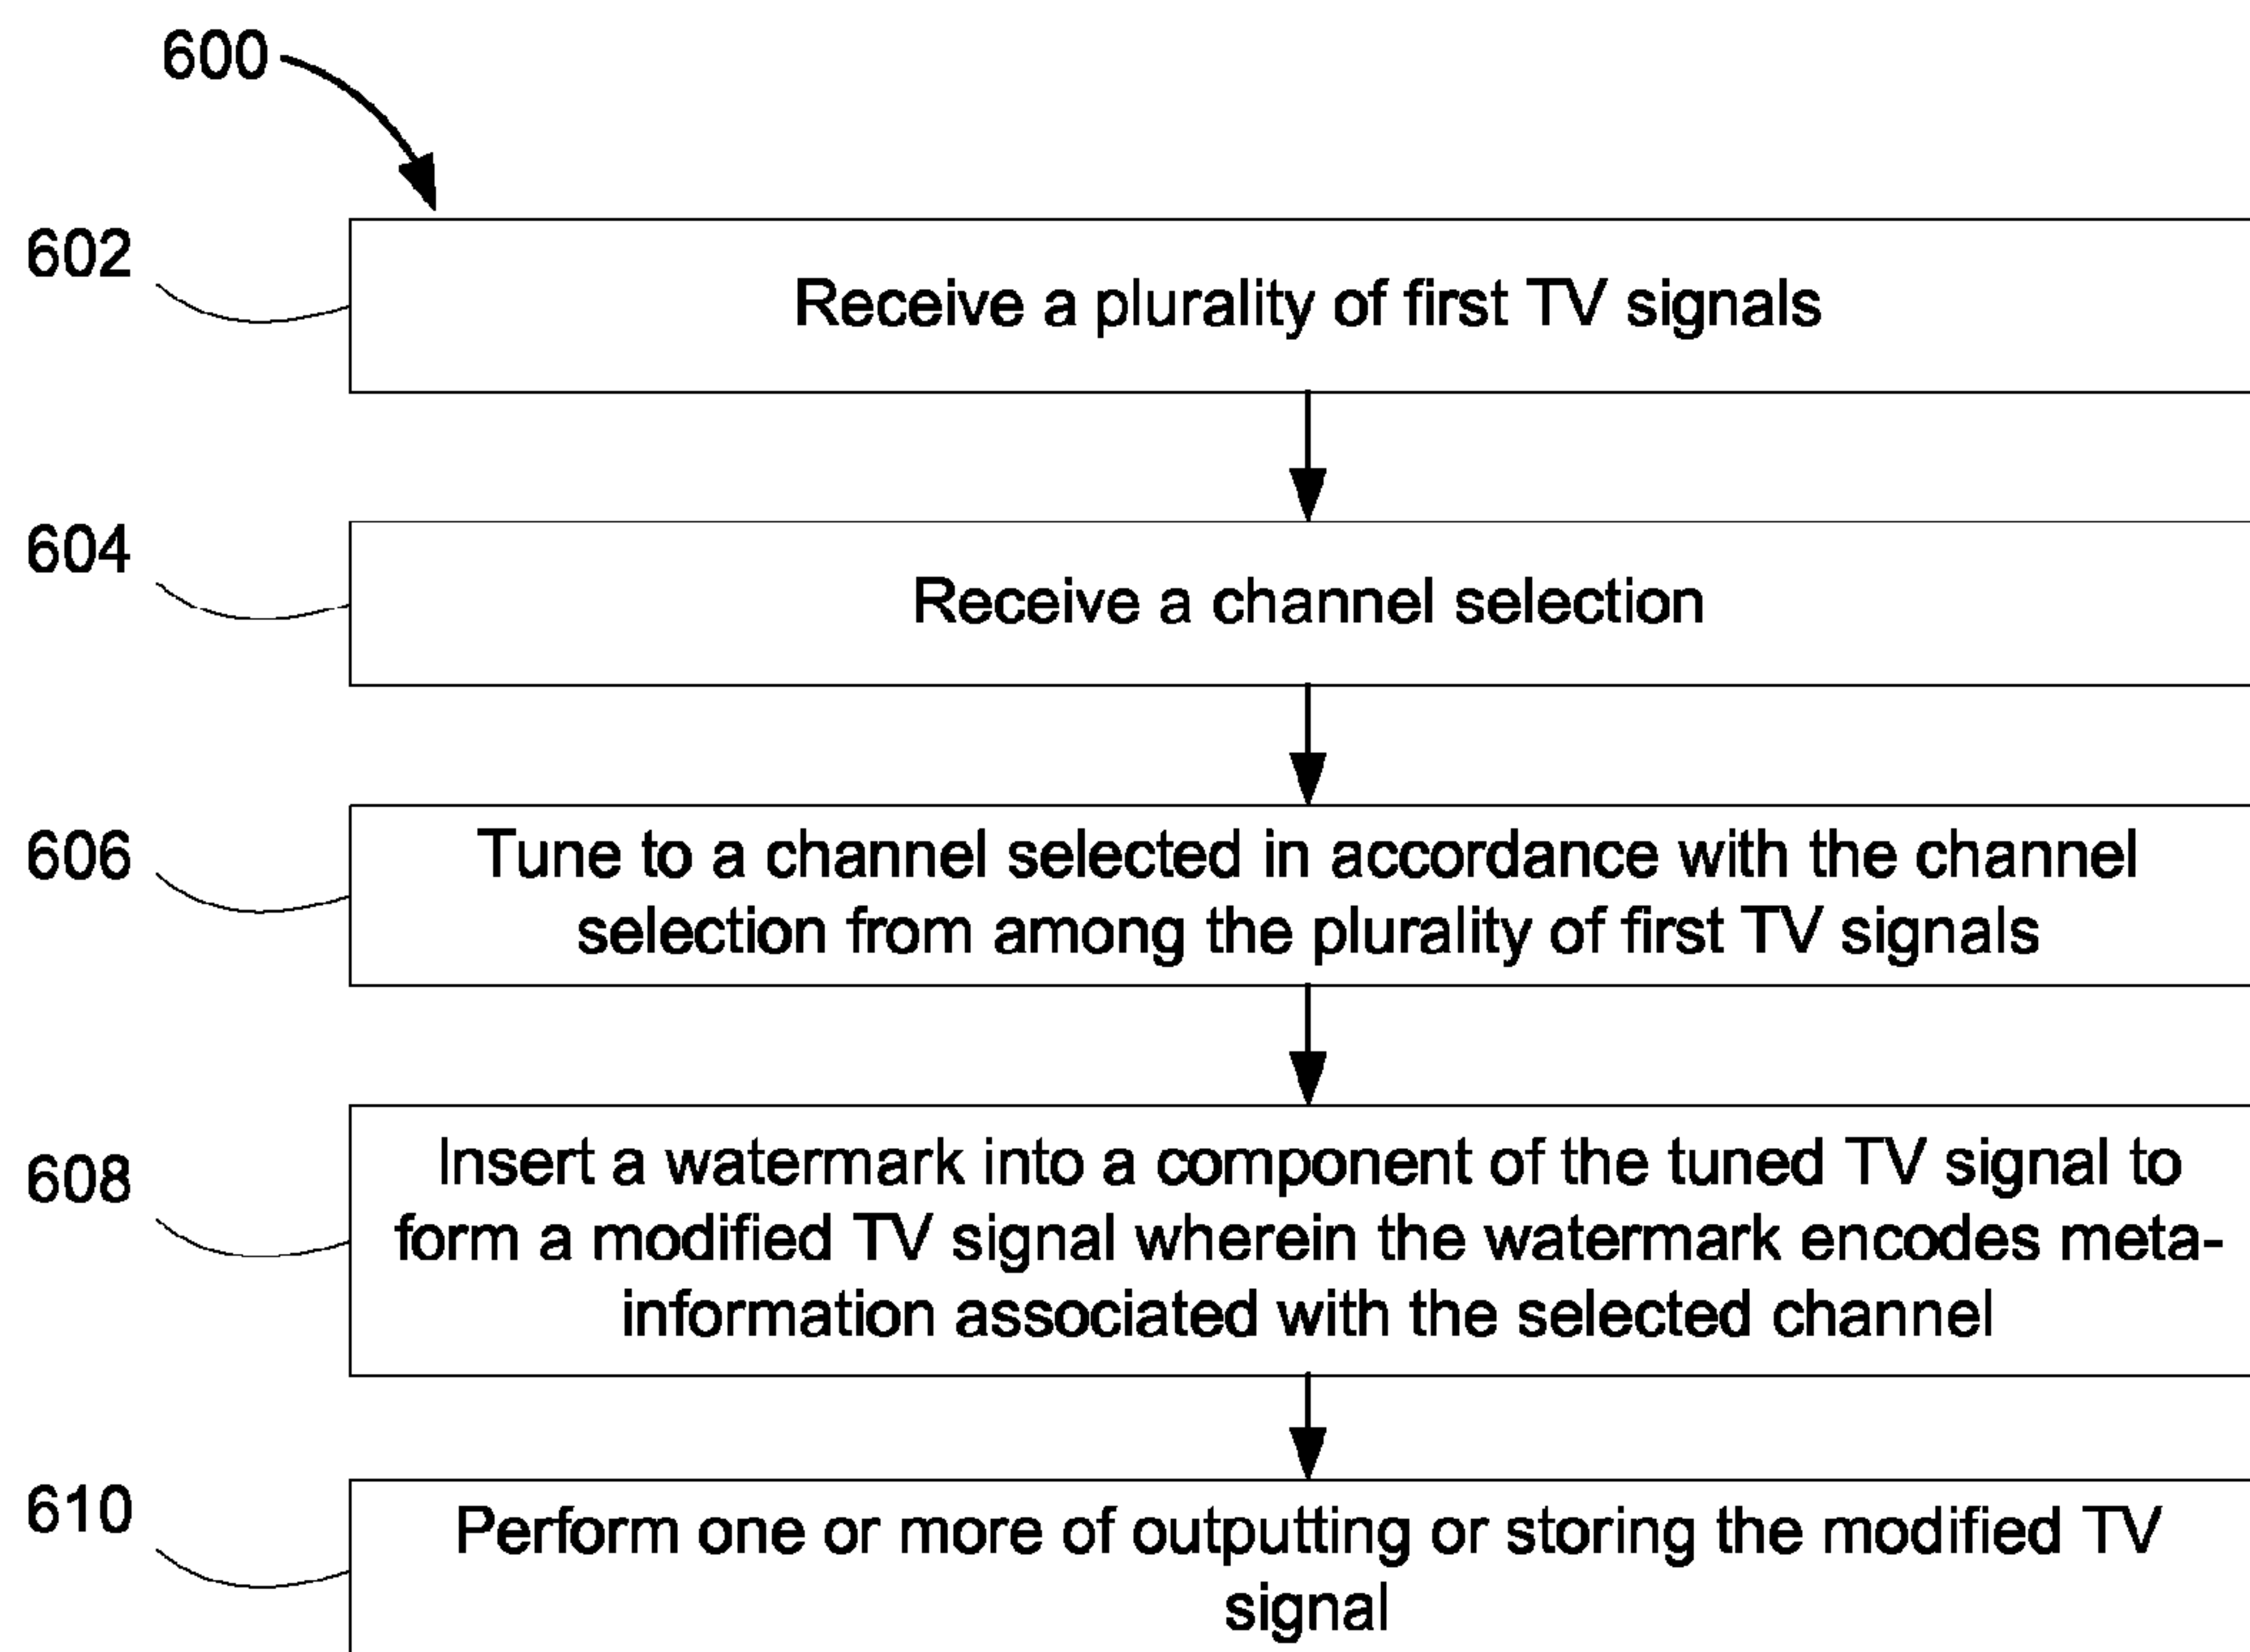 600
602
Receive a plurality of first TV signals
604
Receive a channel selection
606
Tune to a channel selected in accordance with the channel
selection from among the plurality of first TV signals
608
Insert a watermark into a component of the tuned TV signal to
form a modified TV signal wherein the watermark encodes meta-
information associated with the selected channel
610
Perform one or more of outputting or storing the modified TV
signal